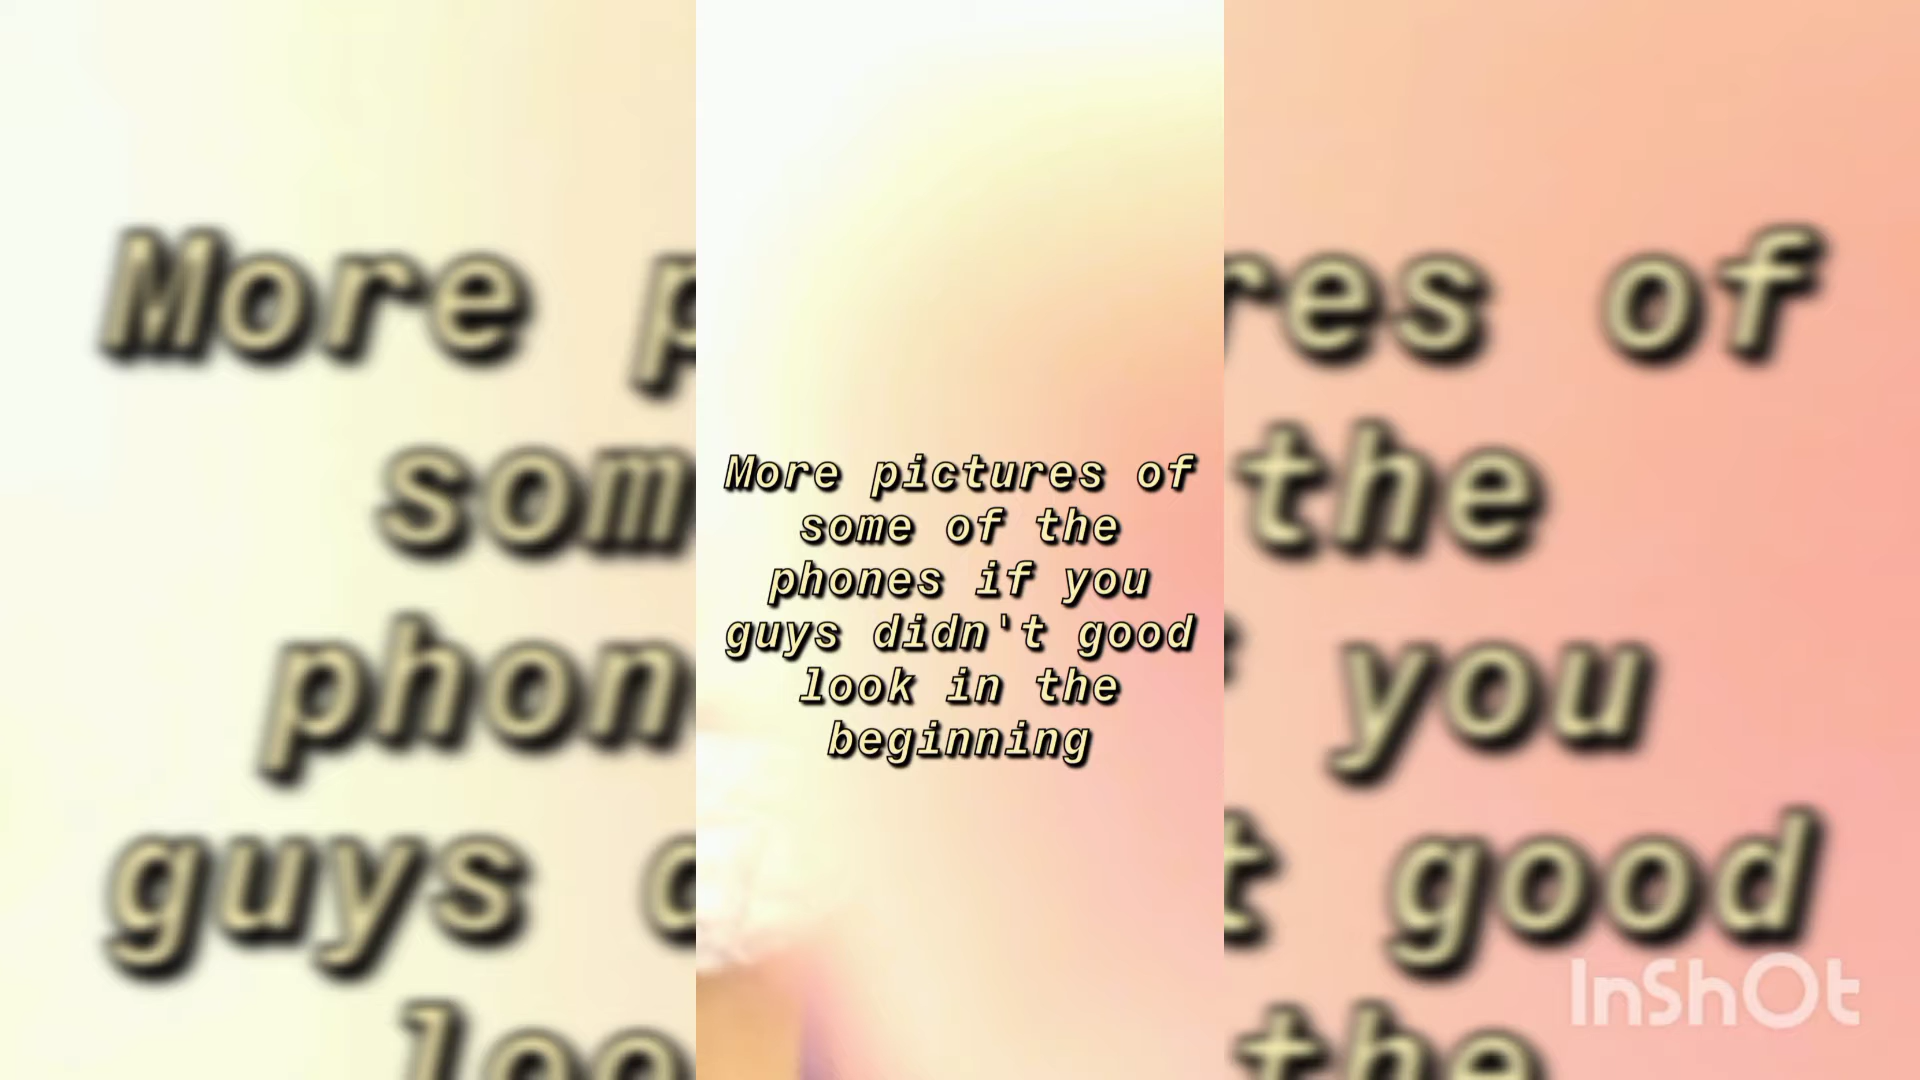 More pictures of
some of the
phones if you
guys didn't good
look in the
beginning
InShOt